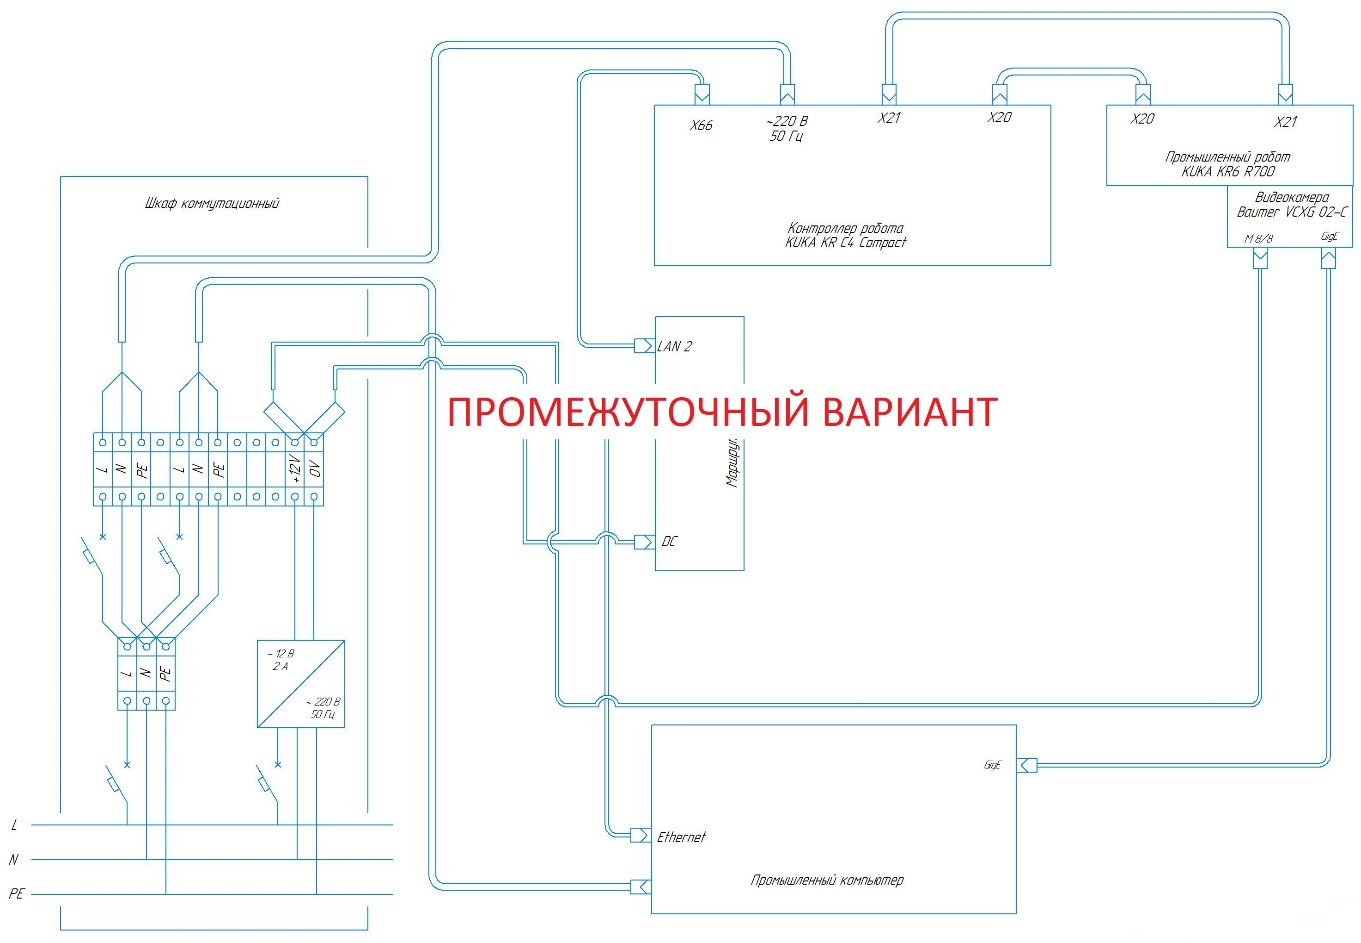 X66
~220 В
50 Гц
X21
X20
X20
X21
Промышленный робот
KUKA KR6 R700
Видеокамера
Baumer VCXG 02-C
M 8/8
GigE
Шкаф коммутационный
Контроллер робота
KUKA KR C4 Compact
LAN 2
ПРОМЕЖУТОЧНЫЙ ВАРИАНТ
L
N
PE
L
N
PE
+12V
0V
DC
L
N
PE
- 12 В
2 А
~ 220 В
50 Гц
GigE
Ethernet
Промышленный компьютер
L
N
PE